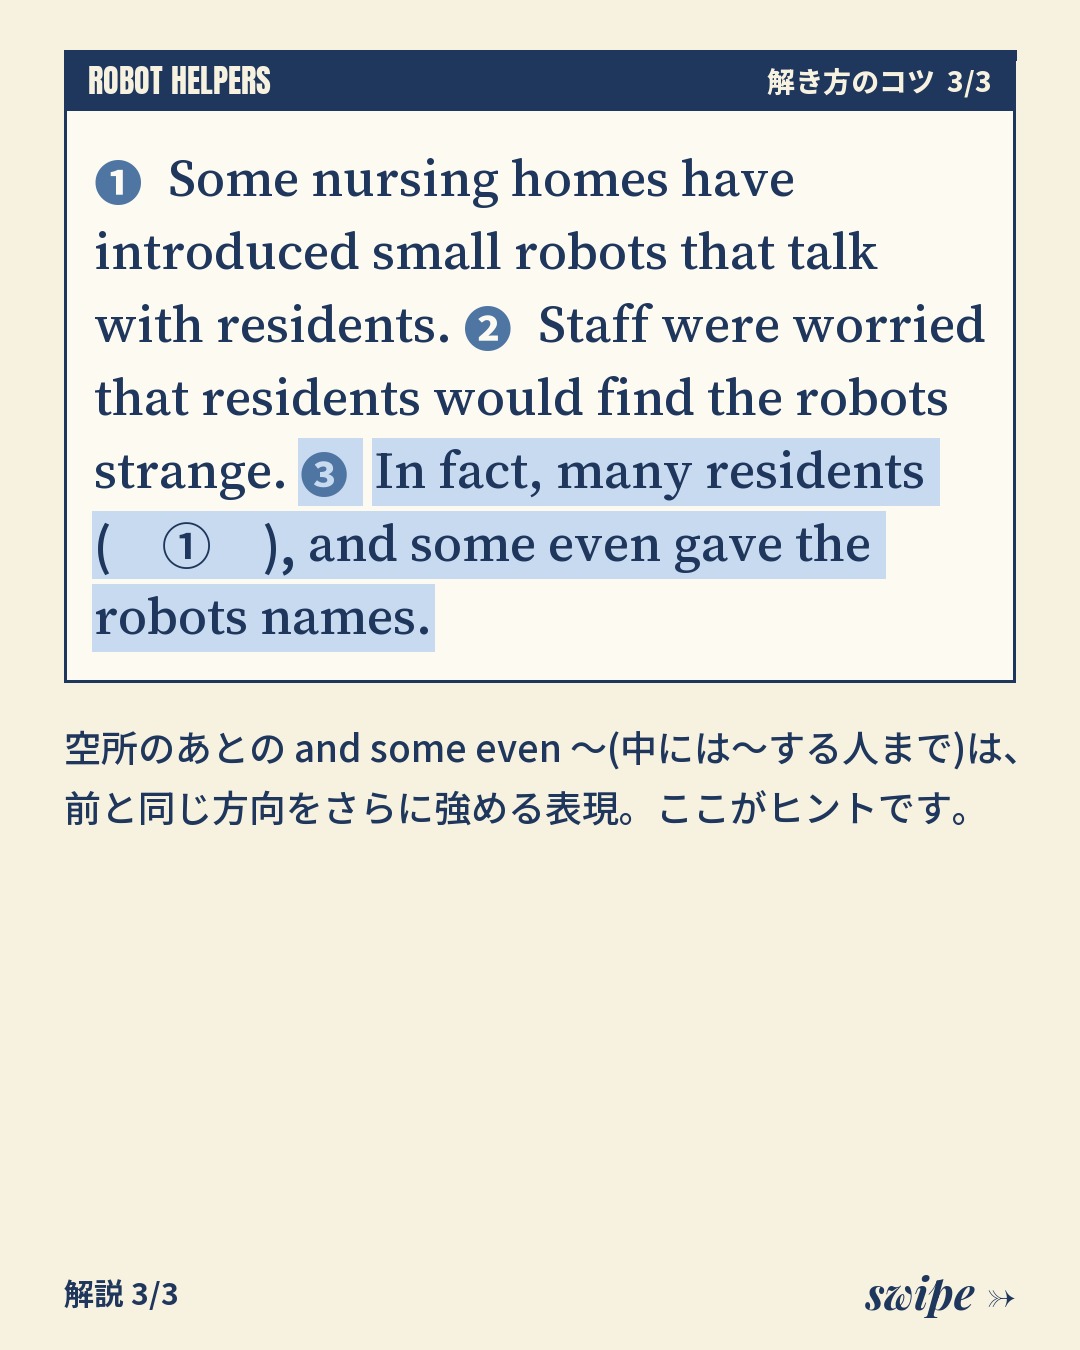 ROBOT HELPERS
解き方のコツ 3/3
❶ Some nursing homes have
introduced small robots that talk
with residents. ❷ Staff were worried
that residents would find the robots
strange. ❸ In fact, many residents
( ① ), and some even gave the
robots names.
空所のあとの and some even 〜(中には〜する人まで)は、
前と同じ方向をさらに強める表現。ここがヒントです。
解説 3/3
swipe